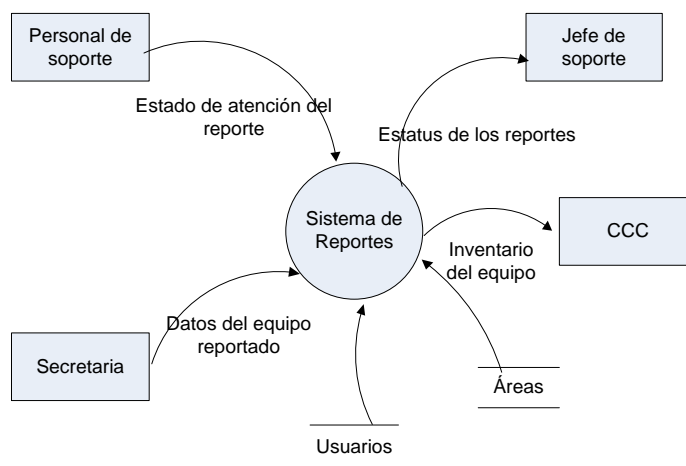 Personal de
soporte
Jefe de
soporte
Estado de atención del
reporte
Estatus de los reportes
Sistema de
Reportes
CCC
Inventario
del equipo
Datos del equipo
reportado
Secretaria
Áreas
Usuarios